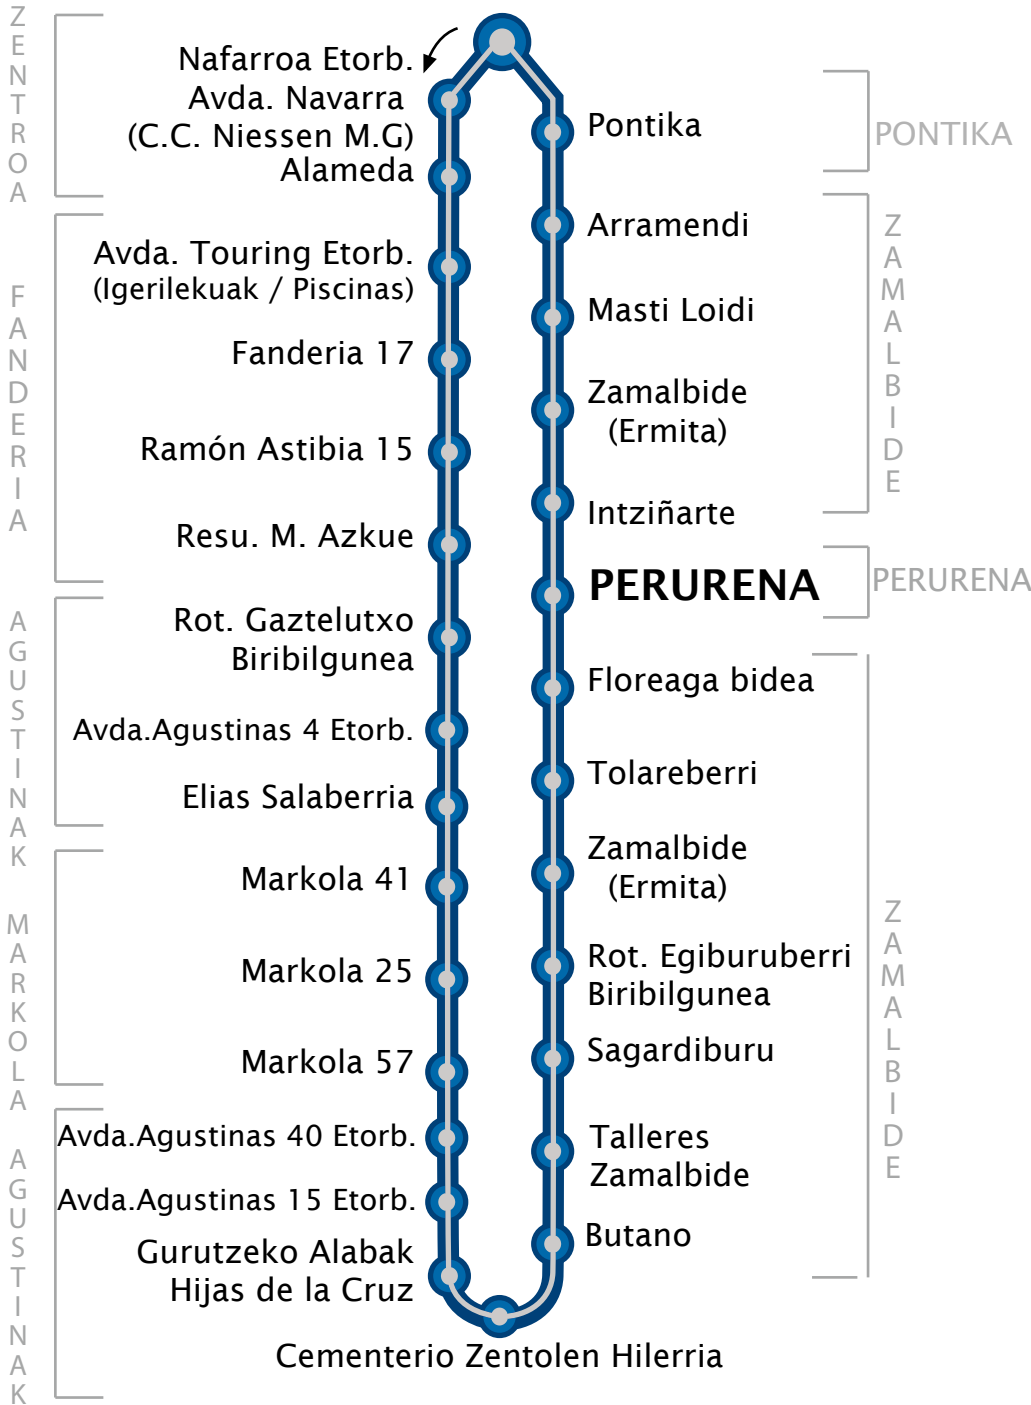 ZENTROA
Nafarroa Etorb.
Avda. Navarra
(C.C. Niessen M.G)
Alameda
FANDERIA
Avda. Touring Etorb.
(Igerilekuak / Piscinas)
Fanderia 17
Ramón Astibia 15
Resu. M. Azkue
AGUSTINAK
Rot. Gaztelutxo
Biribilgunea
Avda.Agustinas 4 Etorb.
Elias Salaberria
MARKOLA
Markola 41
Markola 25
Markola 57
AGUSTINAK
Avda.Agustinas 40 Etorb.
Avda.Agustinas 15 Etorb.
Gurutzeko Alabak
Hijas de la Cruz
Cementerio Zentolen Hilerria
Pontika
PONTIKA
Arramendi
Masti Loidi
Zamalbide
(Ermita)
Intziñarte
ZAMALBIDE
PERURENA
PERURENA
Floreaga bidea
Tolareberri
Zamalbide
(Ermita)
Rot. Egiburuberri
Biribilgunea
Sagardiburu
Talleres
Zamalbide
Butano
ZAMALBIDE